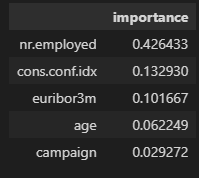 importance
nr.employed 0.426433
cons.conf.idx 0.132930
euribor3m 0.101667
age 0.062249
campaign 0.029272